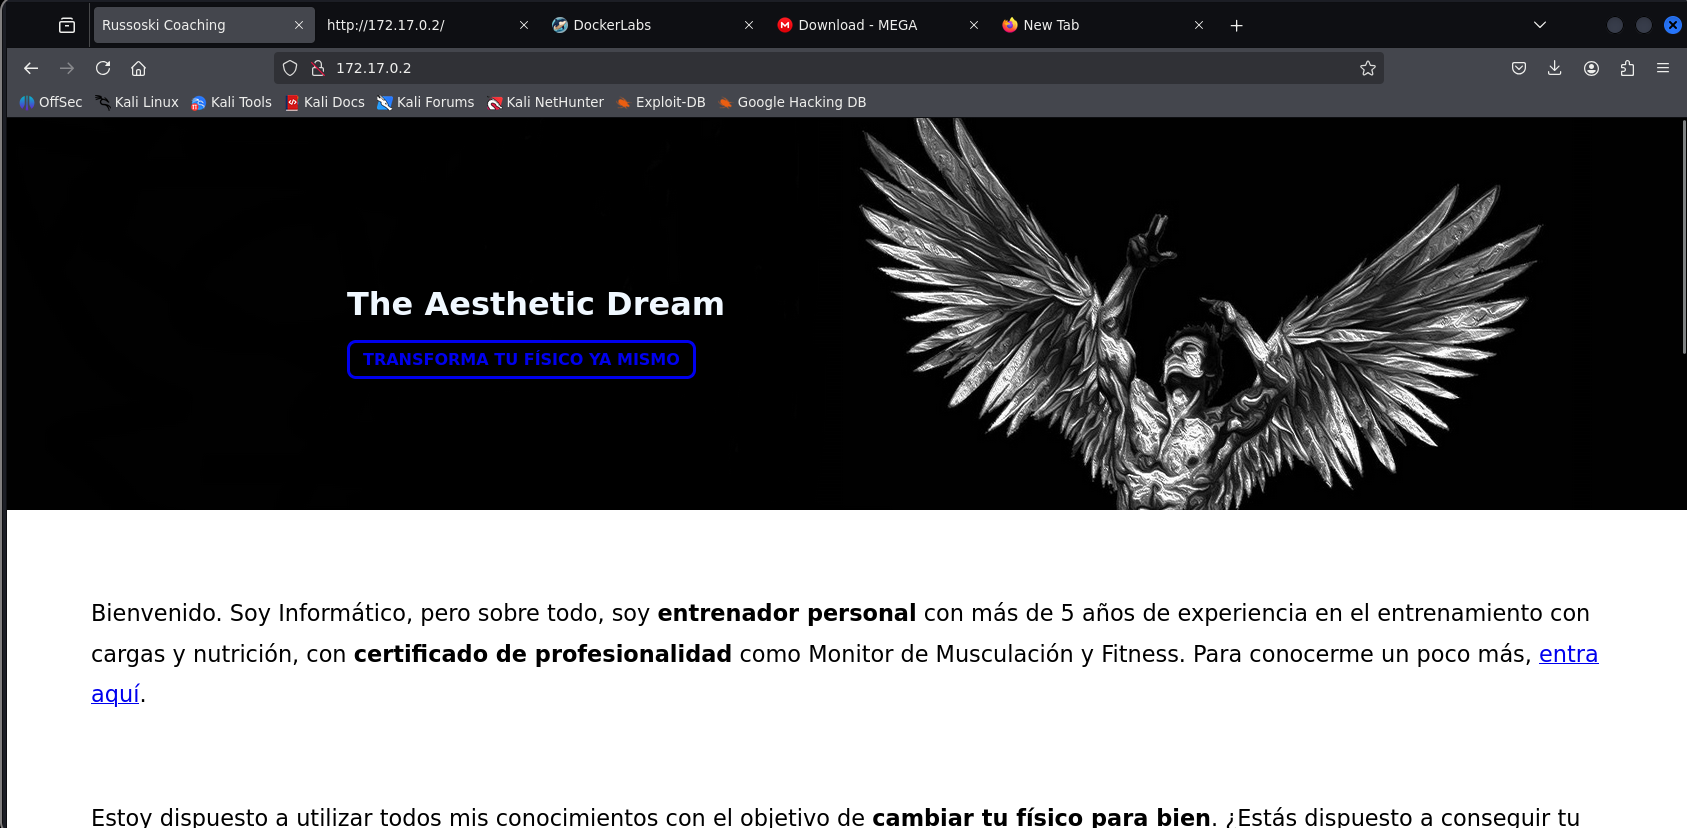 Russoski Coaching
http://172.17.0.2/
DockerLabs
Download - MEGA
New Tab
172.17.0.2
OffSec
Kali Linux
Kali Tools
Kali Docs
Kali Forums
Kali NetHunter
Exploit-DB
Google Hacking DB
The Aesthetic Dream
TRANSFORMA TU FÍSICO YA MISMO
Bienvenido. Soy Informático, pero sobre todo, soy entrenador personal con más de 5 años de experiencia en el entrenamiento con
cargas y nutrición, con certificado de profesionalidad como Monitor de Musculación y Fitness. Para conocerme un poco más, entra
aquí.
Estoy dispuesto a utilizar todos mis conocimientos con el objetivo de cambiar tu físico para bien. ¿Estás dispuesto a conseguir tu